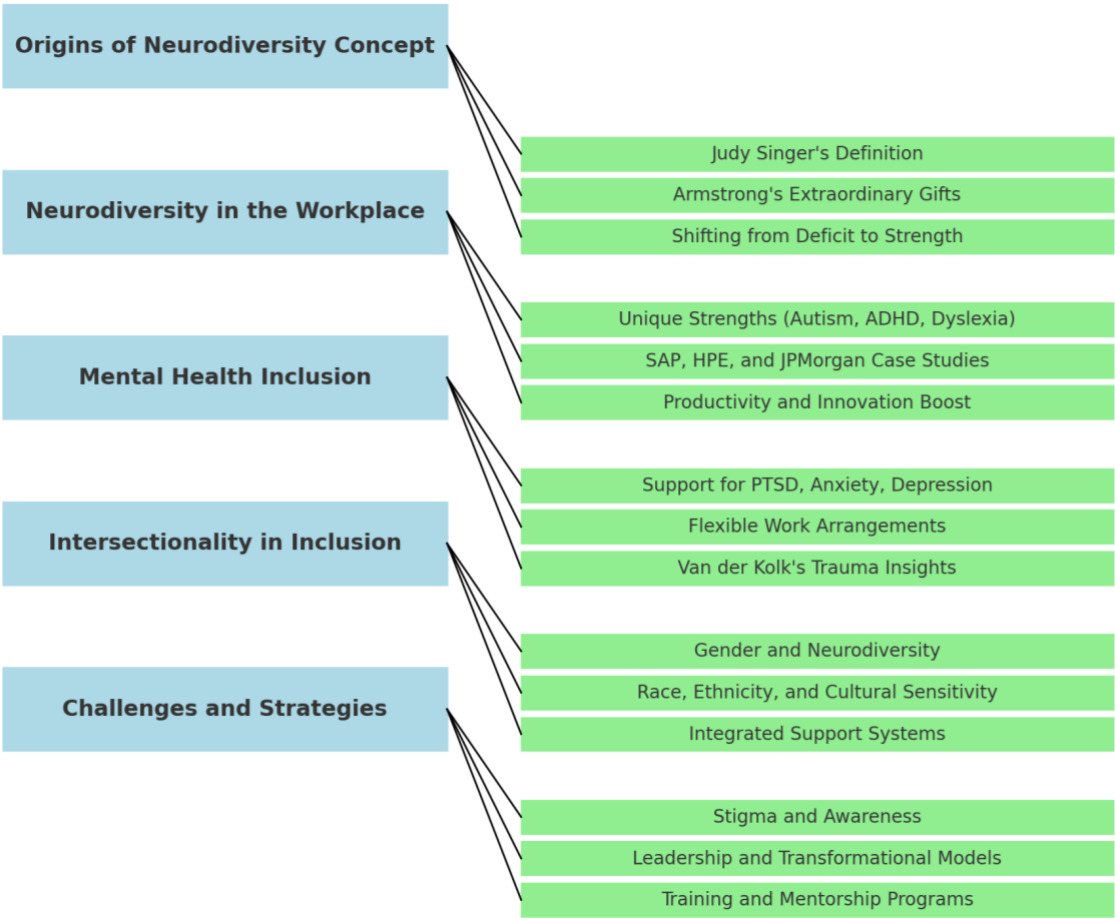 Origins of Neurodiversity Concept
Judy Singer's Definition
Armstrong's Extraordinary Gifts
Shifting from Deficit to Strength
Neurodiversity in the Workplace
Unique Strengths (Autism, ADHD, Dyslexia)
SAP, HPE, and JPMorgan Case Studies
Productivity and Innovation Boost
Mental Health Inclusion
Support for PTSD, Anxiety, Depression
Flexible Work Arrangements
Van der Kolk's Trauma Insights
Intersectionality in Inclusion
Gender and Neurodiversity
Race, Ethnicity, and Cultural Sensitivity
Integrated Support Systems
Challenges and Strategies
Stigma and Awareness
Leadership and Transformational Models
Training and Mentorship Programs